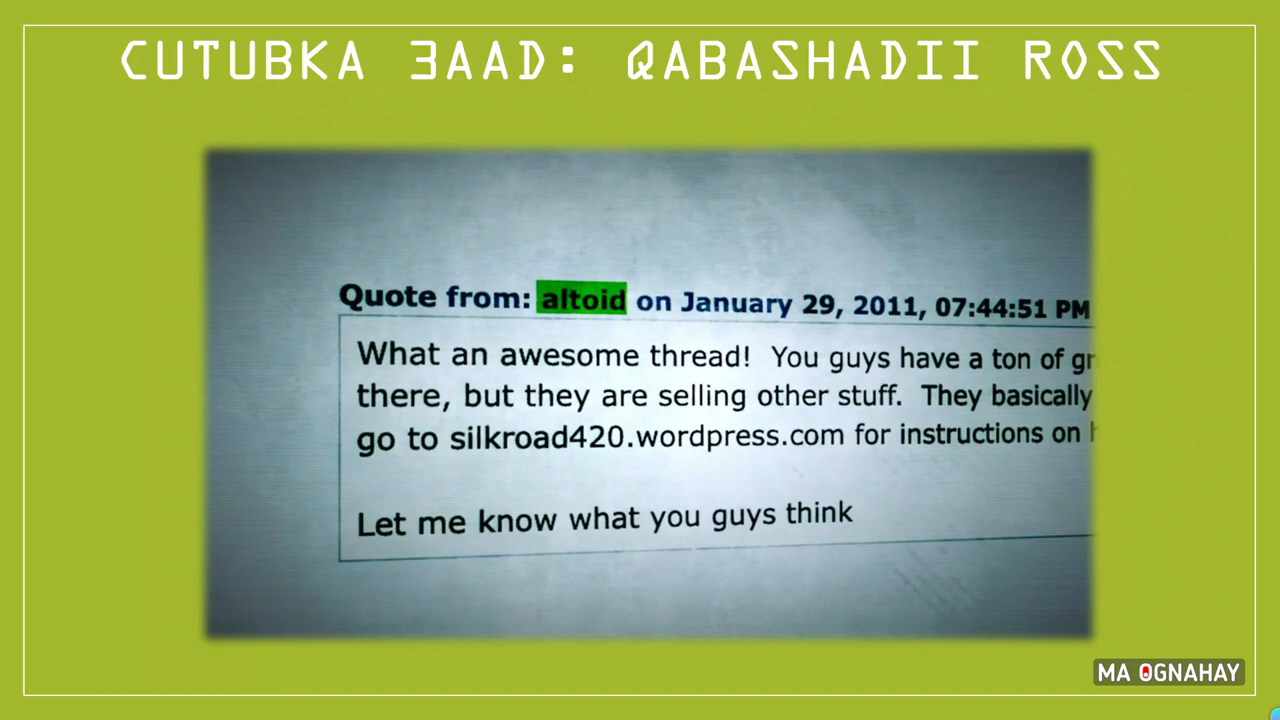 CUTUBKA 3AAD: QABASHADII ROSS
Quote from: altoid on January 29, 2011, 07:44:51 PM
What an awesome thread! You guys have a ton of
there, but they are selling other stuff. They basically
go to silkroad420.wordpress.com for instructions on
Let me know what you guys think
MA OGNAHAY